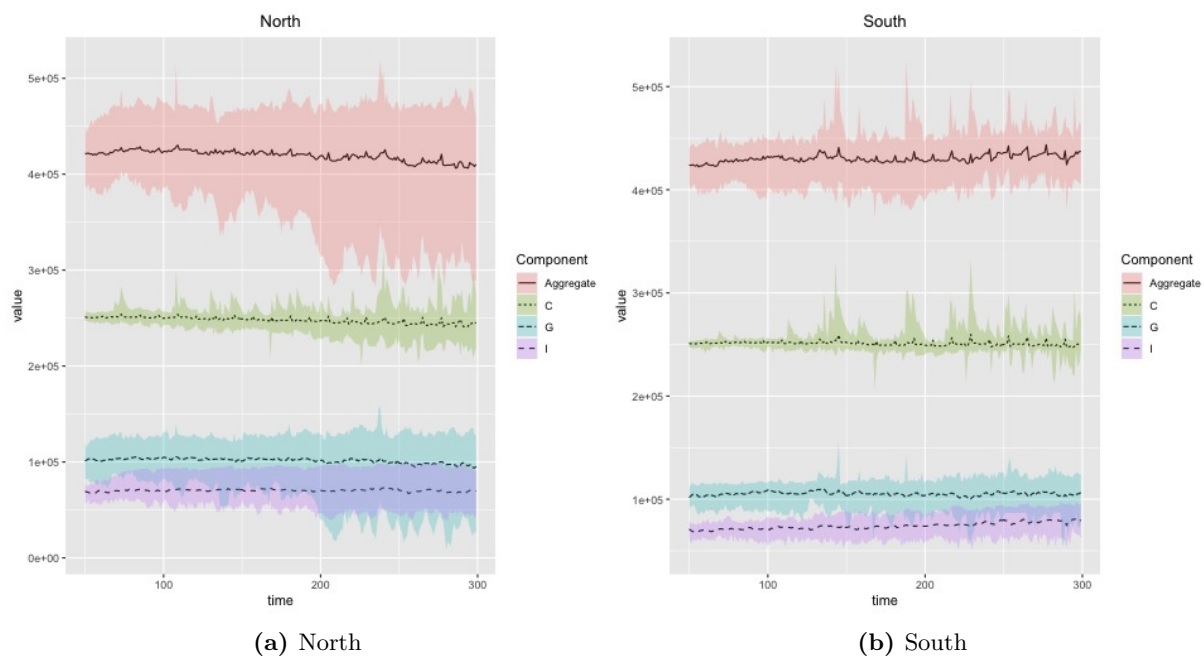 North
5e+05
4e+05
3e+05
2e+05
1e+05
0e+00
value
100
200
300
time
Component
Aggregate
C
G
I
(a) North
South
5e+05
4e+05
3e+05
2e+05
1e+05
value
100
200
300
time
Component
Aggregate
C
G
I
(b) South